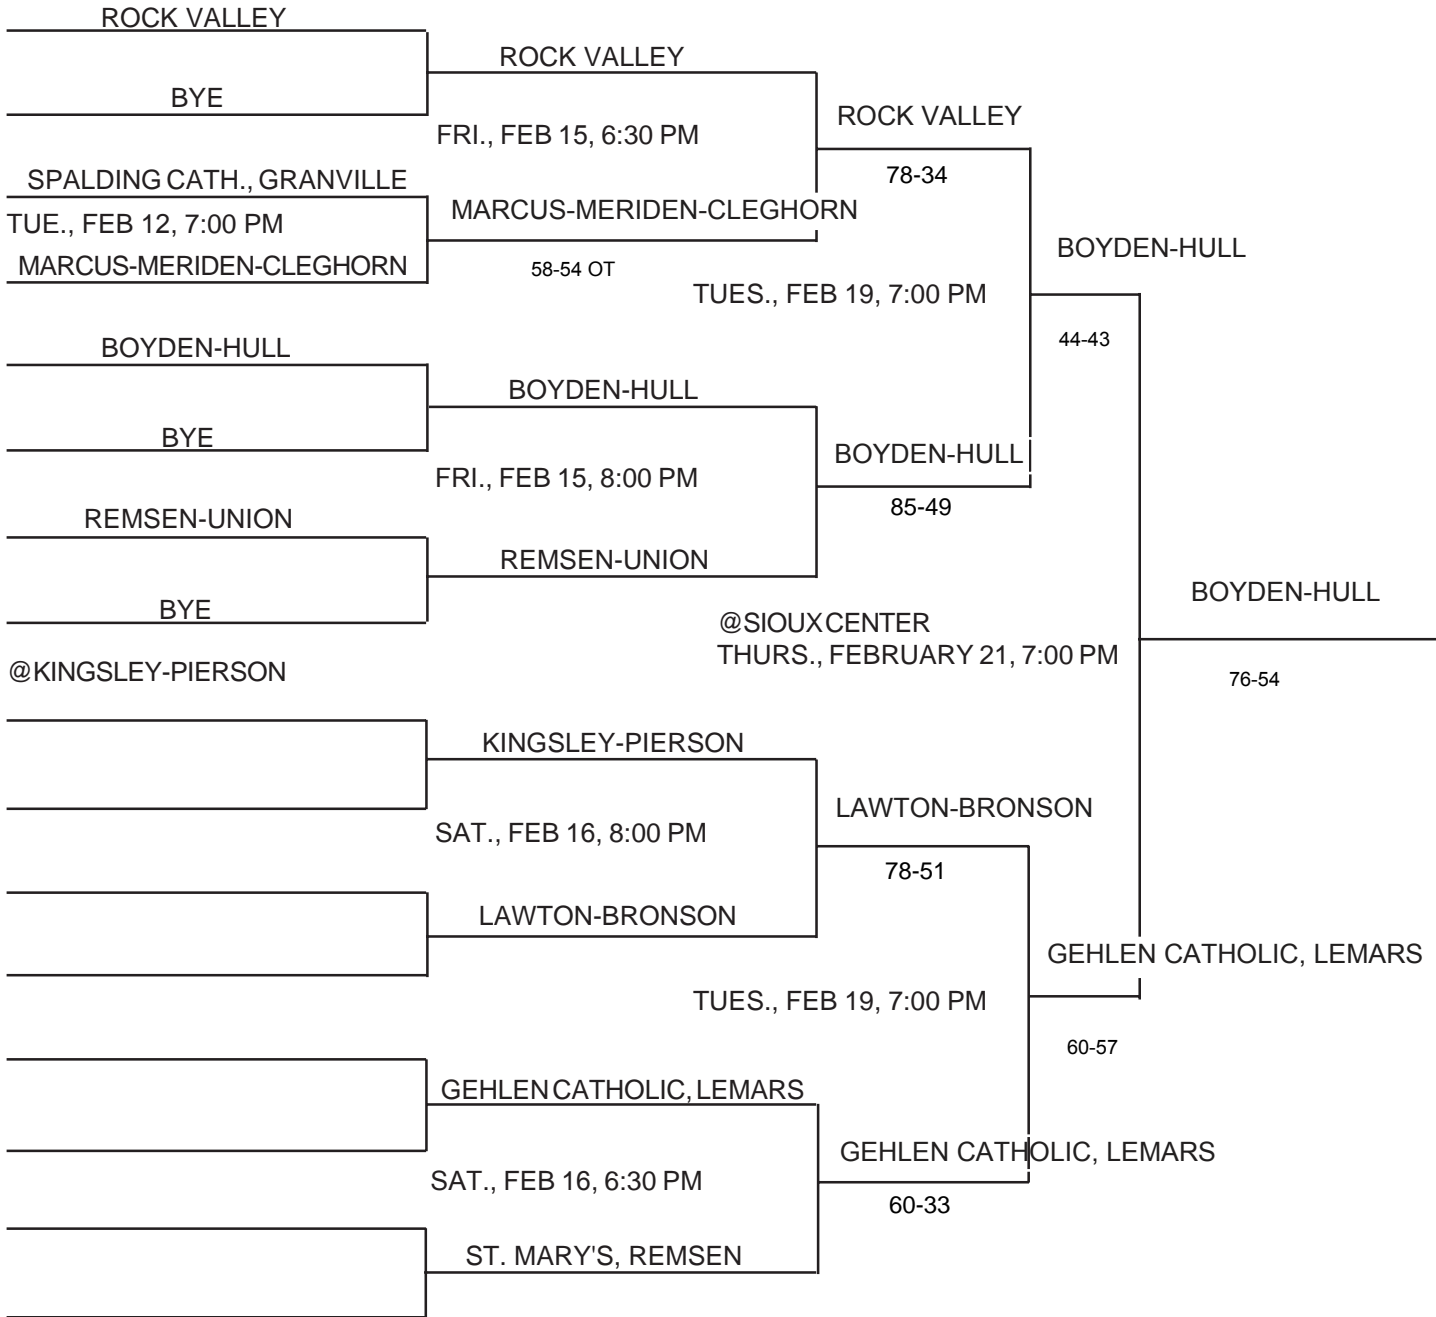 ROCK VALLEY
ROCK VALLEY
BYE
ROCK VALLEY
FRI., FEB 15, 6:30 PM
78-34
SPALDING CATH., GRANVILLE
MARCUS-MERIDEN-CLEGHORN
TUE., FEB 12, 7:00 PM
BOYDEN-HULL
MARCUS-MERIDEN-CLEGHORN
58-54 OT
TUES., FEB 19, 7:00 PM
44-43
BOYDEN-HULL
BOYDEN-HULL
BYE
BOYDEN-HULL
FRI., FEB 15, 8:00 PM
85-49
REMSEN-UNION
REMSEN-UNION
BOYDEN-HULL
BYE
@SIOUX CENTER
THURS., FEBRUARY 21, 7:00 PM
@KINGSLEY-PIERSON
76-54
KINGSLEY-PIERSON
LAWTON-BRONSON
SAT., FEB 16, 8:00 PM
78-51
LAWTON-BRONSON
GEHLEN CATHOLIC, LEMARS
TUES., FEB 19, 7:00 PM
60-57
GEHLEN CATHOLIC, LEMARS
GEHLEN CATHOLIC, LEMARS
SAT., FEB 16, 6:30 PM
60-33
ST. MARY'S, REMSEN